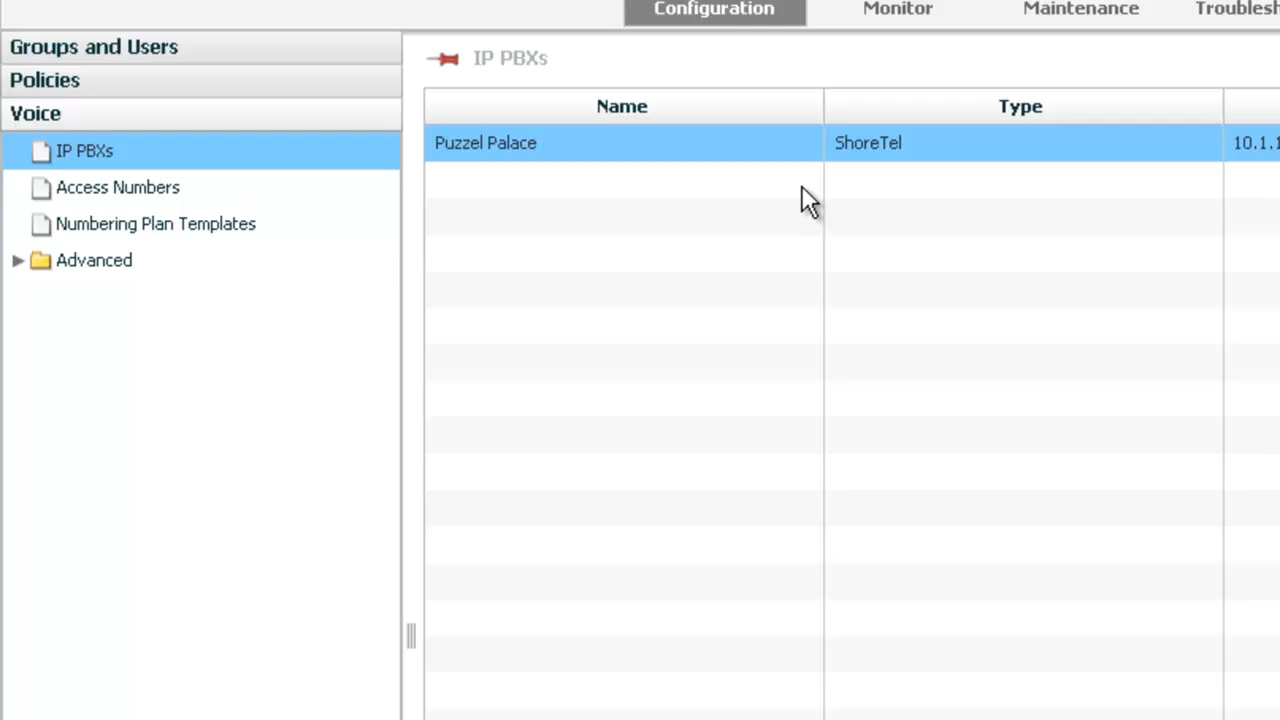 Configuration Monitor Maintenance Troublesh
Groups and Users
Policies
Voice
IP PBXs
Access Numbers
Numbering Plan Templates
Advanced
IP PBXs
Name Type
Puzzel Palace ShoreTel 10.1.1